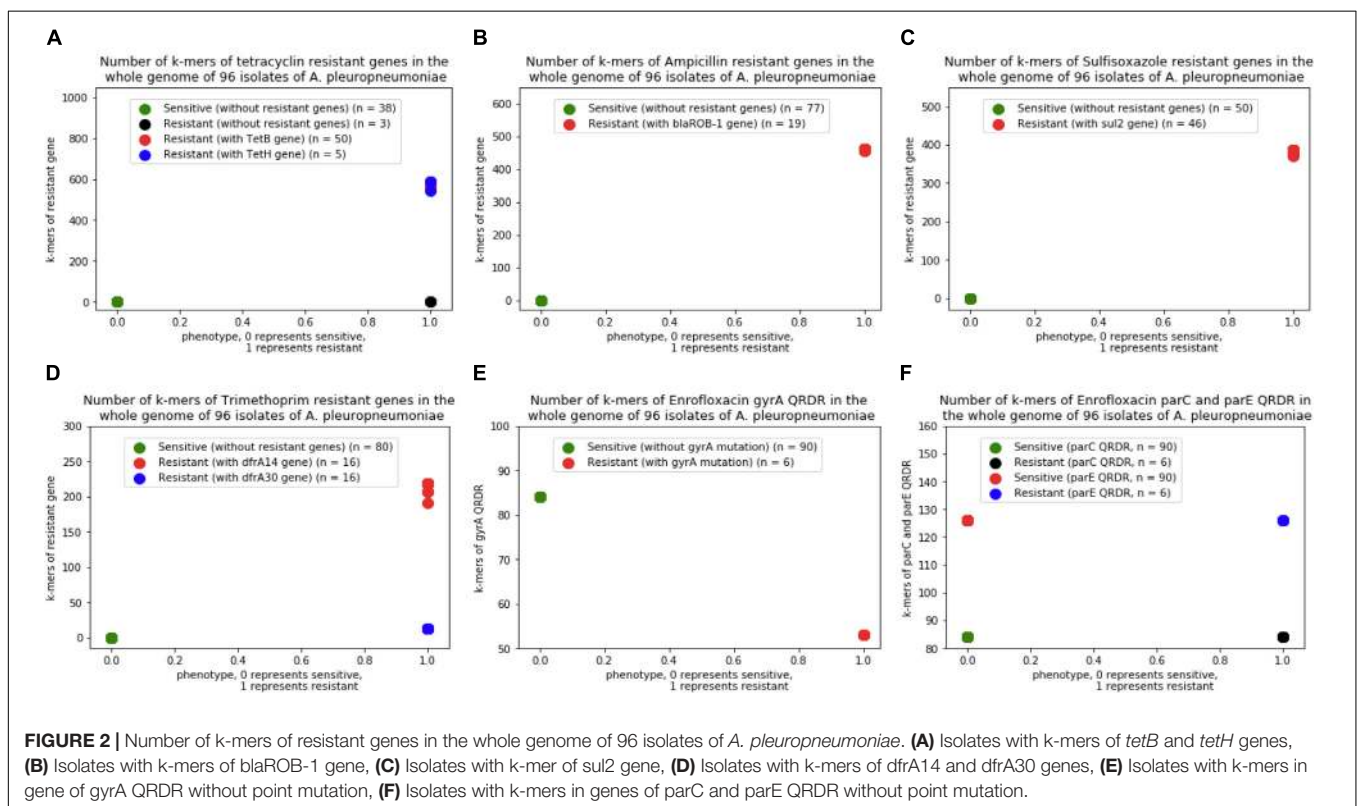 A
Number of k-mers of tetracyclin resistant genes in the
whole genome of 96 isolates of A. pleuropneumoniae
Sensitive (without resistant genes) (n = 38)
Resistant (without resistant genes) (n = 3)
Resistant (with TetB gene) (n = 50)
Resistant (with TetH gene) (n = 5)
k-mers of resistant gene
1000
800
600
400
200
0
0.0 0.2 0.4 0.6 0.8 1.0
phenotype, 0 represents sensitive,
1 represents resistant
B
Number of k-mers of Ampicillin resistant genes in the
whole genome of 96 isolates of A. pleuropneumoniae
Sensitive (without resistant genes) (n = 77)
Resistant (with blaROB-1 gene) (n = 19)
k-mers of resistant gene
600
500
400
300
200
100
0
0.0 0.2 0.4 0.6 0.8 1.0
phenotype, 0 represents sensitive,
1 represents resistant
C
Number of k-mers of Sulfisoxazole resistant genes in the
whole genome of 96 isolates of A. pleuropneumoniae
Sensitive (without resistant genes) (n = 50)
Resistant (with sul2 gene) (n = 46)
k-mers of resistant gene
500
400
300
200
100
0
0.0 0.2 0.4 0.6 0.8 1.0
phenotype, 0 represents sensitive,
1 represents resistant
D
Number of k-mers of Trimethoprim resistant genes in the
whole genome of 96 isolates of A. pleuropneumoniae
Sensitive (without resistant genes) (n = 80)
Resistant (with dfrA14 gene) (n = 16)
Resistant (with dfrA30 gene) (n = 16)
k-mers of resistant gene
300
250
200
150
100
50
0
0.0 0.2 0.4 0.6 0.8 1.0
phenotype, 0 represents sensitive,
1 represents resistant
E
Number of k-mers of Enrofloxacin gyrA QRDR in the
whole genome of 96 isolates of A. pleuropneumoniae
Sensitive (without gyrA mutation) (n = 90)
Resistant (with gyrA mutation) (n = 6)
k-mers of gyrA QRDR
100
90
80
70
60
50
0.0 0.2 0.4 0.6 0.8 1.0
phenotype, 0 represents sensitive,
1 represents resistant
F
Number of k-mers of Enrofloxacin parC and parE QRDR in
the whole genome of 96 isolates of A. pleuropneumoniae
Sensitive (parC QRDR, n = 90)
Resistant (parC QRDR, n = 6)
Sensitive (parE QRDR, n = 90)
Resistant (parE QRDR, n = 6)
k-mers of parC and parE QRDR
160
150
140
130
120
110
100
90
80
0.0 0.2 0.4 0.6 0.8 1.0
phenotype, 0 represents sensitive,
1 represents resistant
FIGURE 2 | Number of k-mers of resistant genes in the whole genome of 96 isolates of A. pleuropneumoniae. (A) Isolates with k-mers of tetB and tetH genes,
(B) Isolates with k-mers of blaROB-1 gene, (C) Isolates with k-mer of sul2 gene, (D) Isolates with k-mers of dfrA14 and dfrA30 genes, (E) Isolates with k-mers in
gene of gyrA QRDR without point mutation, (F) Isolates with k-mers in genes of parC and parE QRDR without point mutation.